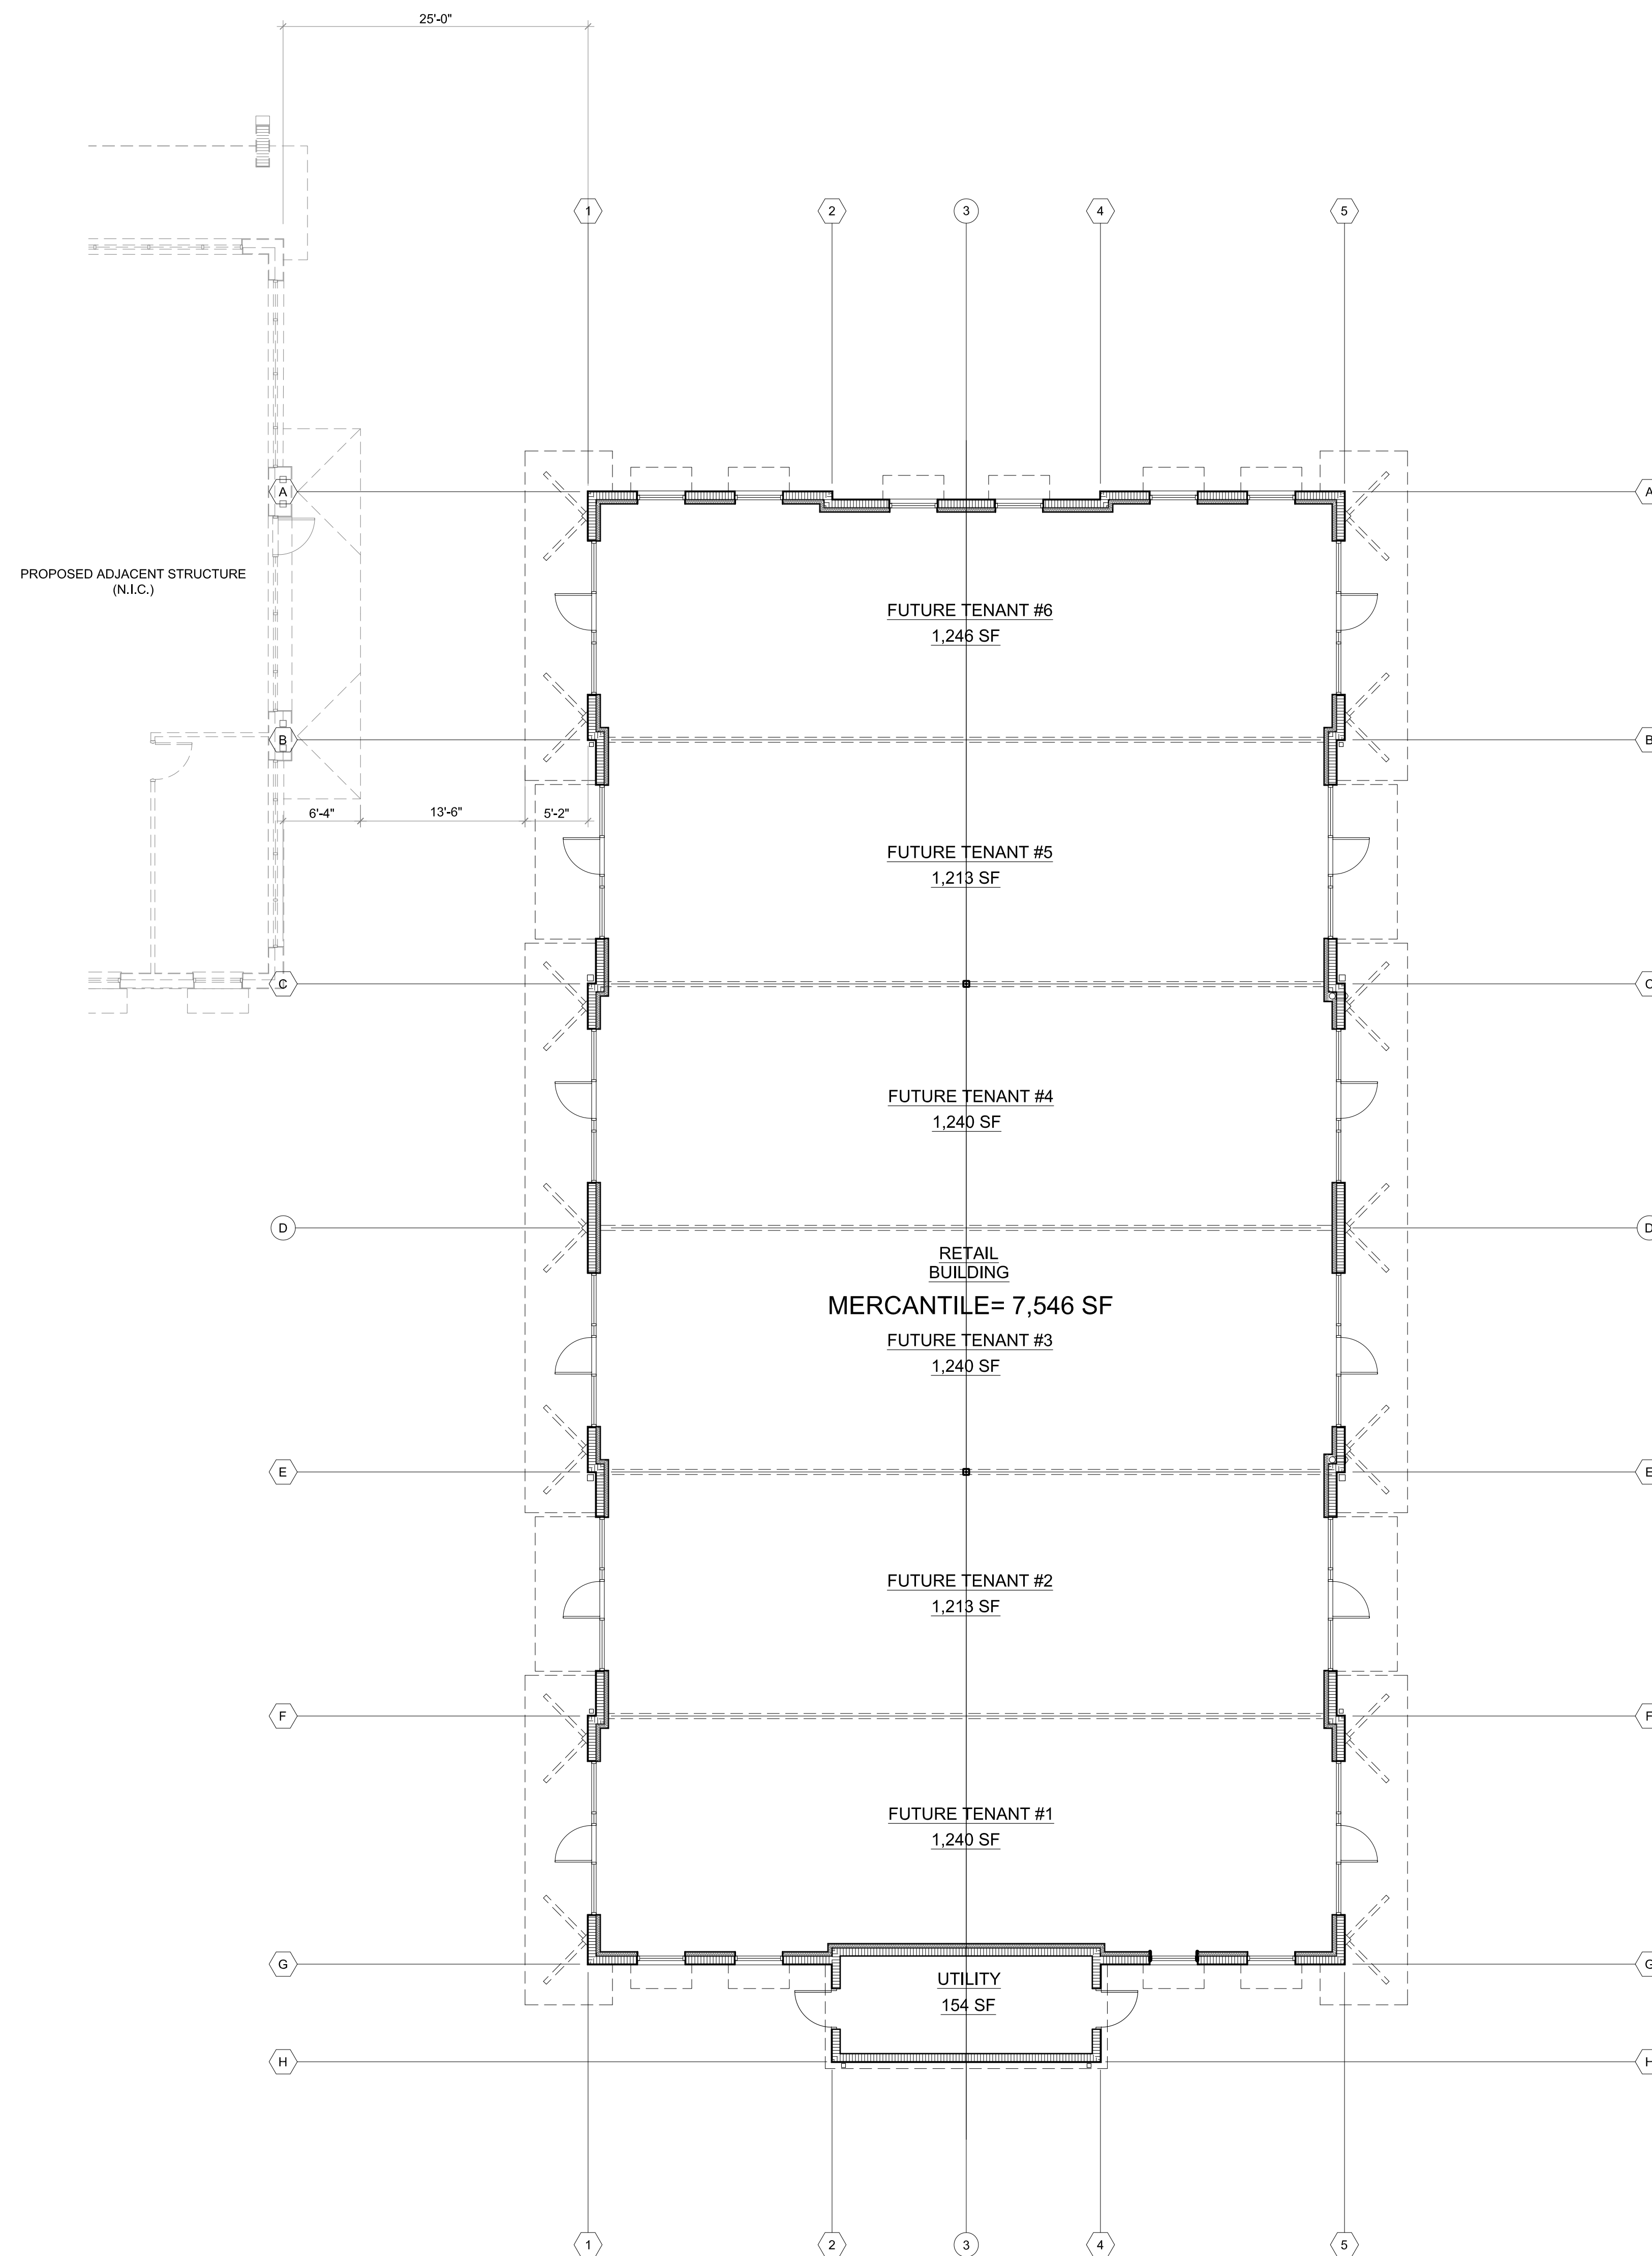 25'-0"
1
2
3
4
5
A
A
PROPOSED ADJACENT STRUCTURE
(N.I.C.)
FUTURE TENANT #6
1,246 SF
B
B
6'-4"
13'-6"
5'-2"
FUTURE TENANT #5
1,213 SF
C
C
FUTURE TENANT #4
1,240 SF
D
D
RETAIL
BUILDING
MERCANTILE= 7,546 SF
FUTURE TENANT #3
1,240 SF
E
E
FUTURE TENANT #2
1,213 SF
F
F
FUTURE TENANT #1
1,240 SF
G
G
UTILITY
154 SF
H
H
1
2
3
4
5